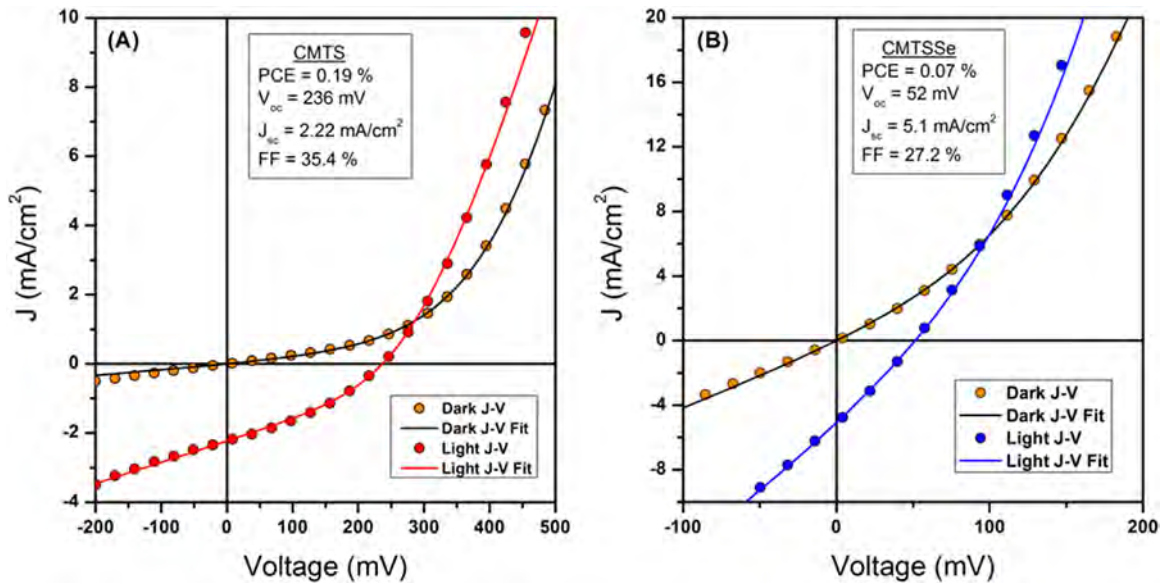 (A)
CMTS
PCE = 0.19 %
Voc = 236 mV
Jsc = 2.22 mA/cm²
FF = 35.4 %
J (mA/cm²)
10
8
6
4
2
0
-2
-4
Dark J-V
Dark J-V Fit
Light J-V
Light J-V Fit
-200 -100 0 100 200 300 400 500
Voltage (mV)
(B)
CMTSSe
PCE = 0.07 %
Voc = 52 mV
Jsc = 5.1 mA/cm²
FF = 27.2 %
J (mA/cm²)
20
16
12
8
4
0
-4
-8
Dark J-V
Dark J-V Fit
Light J-V
Light J-V Fit
-100 0 100 200
Voltage (mV)